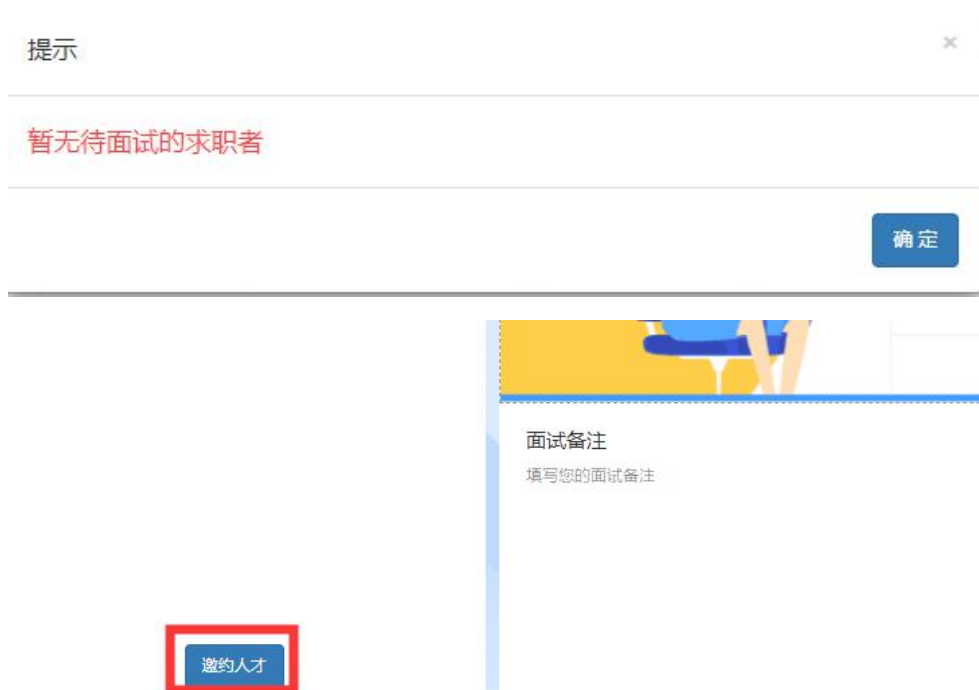 提示
×
暂无待面试的求职者
确定
面试备注
填写您的面试备注
邀约人才